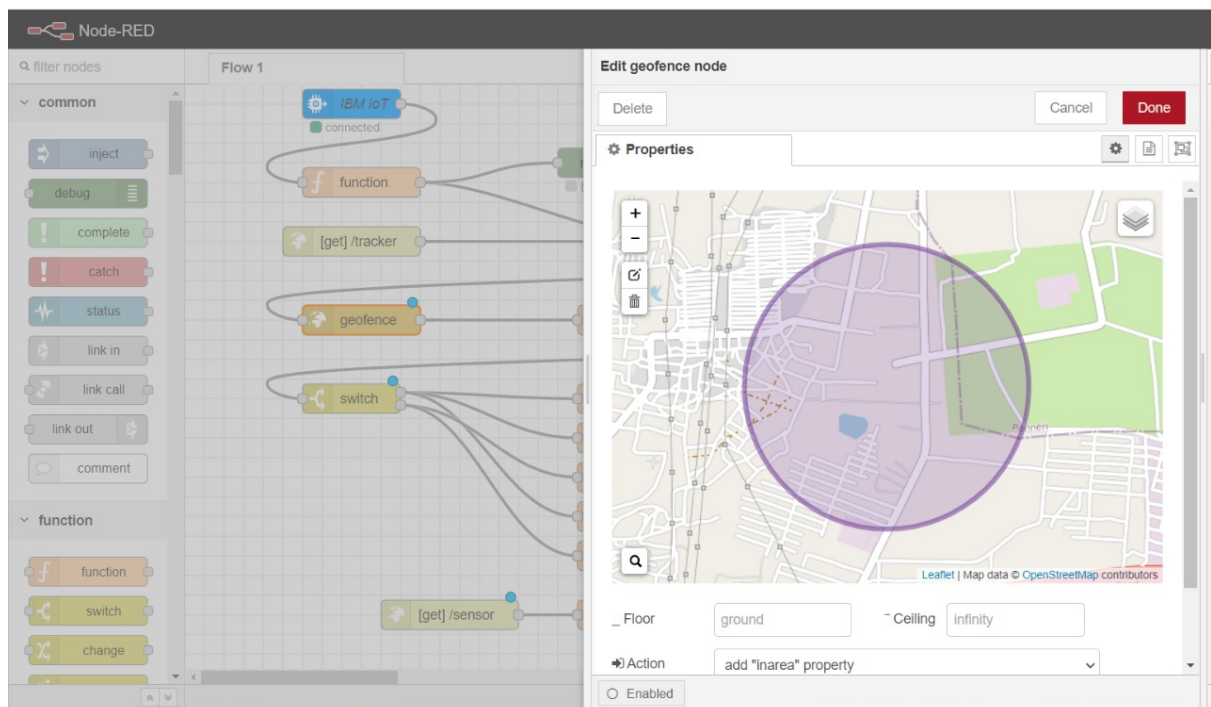 Node-RED
filter nodes
Flow 1
common
inject
debug
complete
catch
status
link in
link call
link out
comment
function
function
switch
change
IBM IoT
connected
function
[get] /tracker
geofence
switch
[get] /sensor
Edit geofence node
Delete
Cancel
Done
Properties
+
−
Panneri
Leaflet | Map data © OpenStreetMap contributors
_ Floor
ground
Ceiling
infinity
Action
add "inarea" property
Enabled